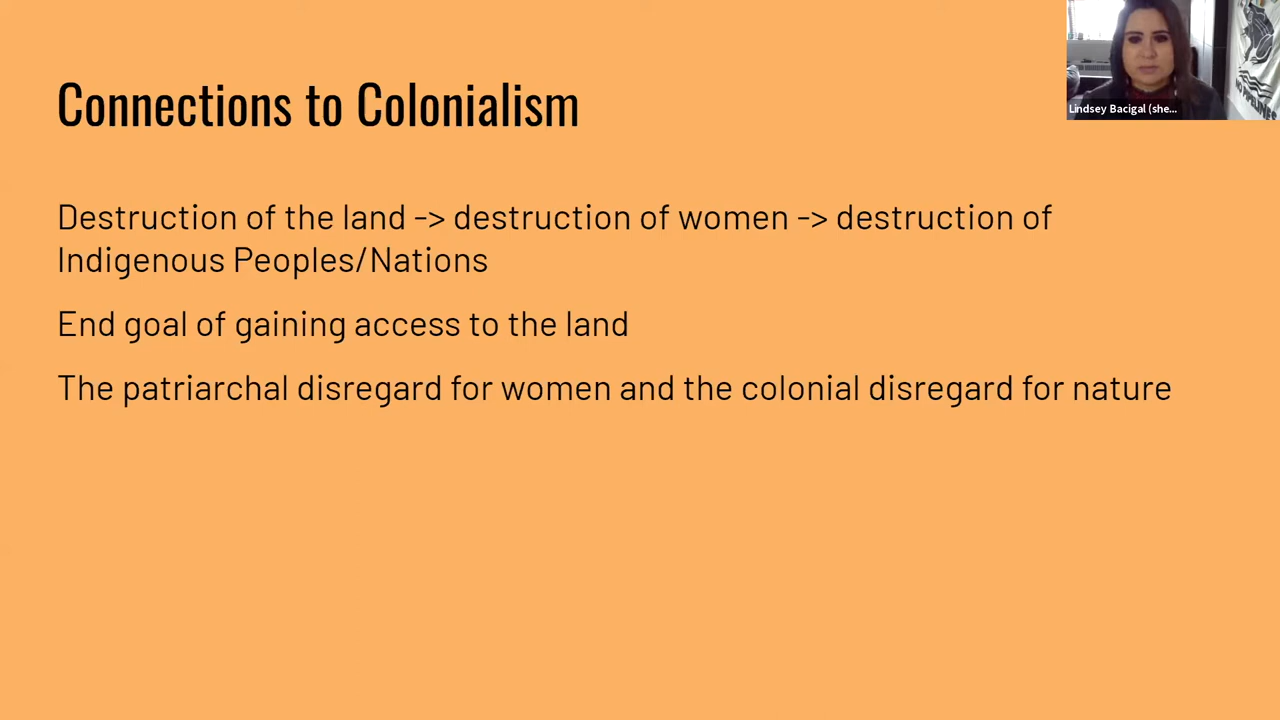 Connections to Colonialism
Lindsey Bacigal (she...
Destruction of the land -> destruction of women -> destruction of
Indigenous Peoples/Nations
End goal of gaining access to the land
The patriarchal disregard for women and the colonial disregard for nature